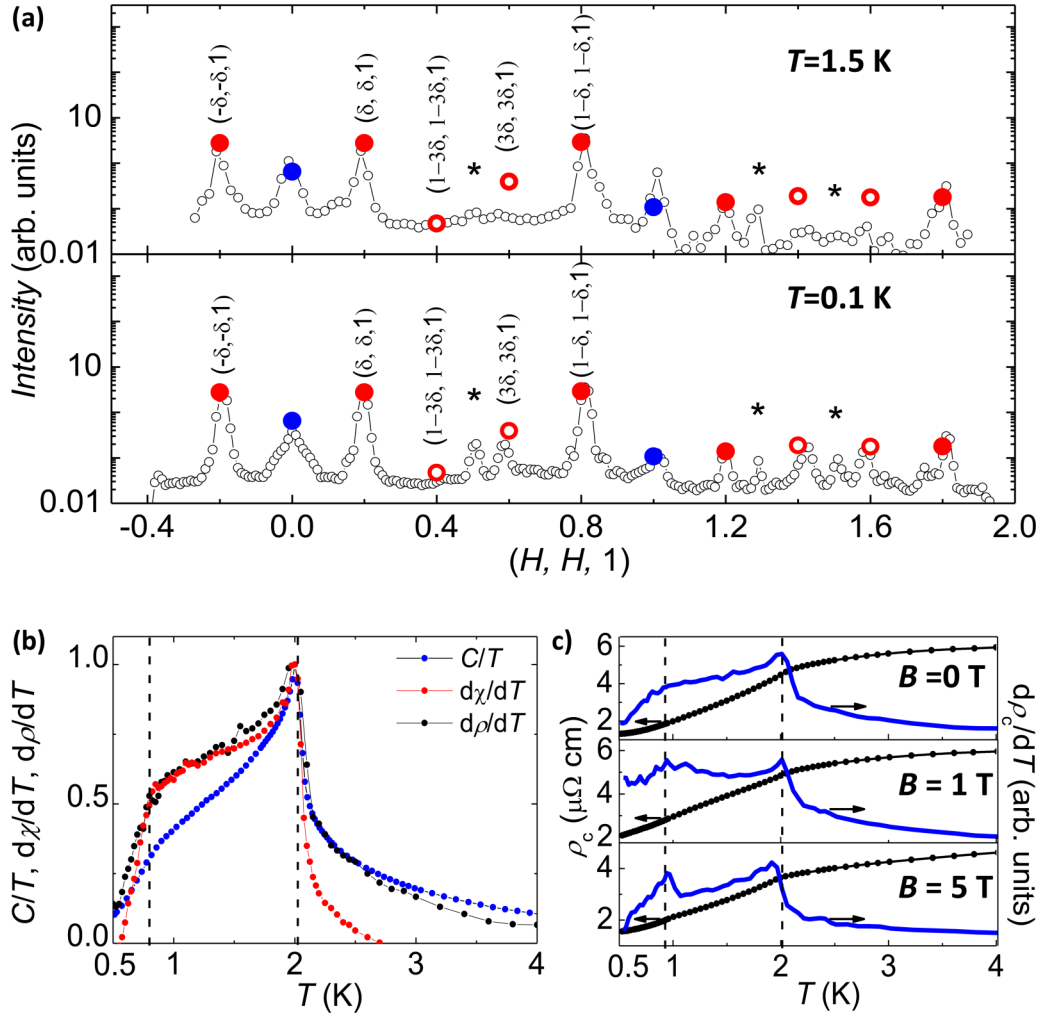 (a)
T=1.5 K
(-δ,-δ,1)
(δ, δ,1)
(1−3δ, 1−3δ,1)
*
(3δ, 3δ,1)
(1−δ, 1−δ,1)
*
*
10
0.01
Intensity (arb. units)
T=0.1 K
(-δ,-δ,1)
(δ, δ,1)
(1−3δ, 1−3δ,1)
*
(3δ, 3δ,1)
(1−δ, 1−δ,1)
*
*
10
0.01
-0.4 0.0 0.4 0.8 1.2 1.6 2.0
(H, H, 1)
(b)
C/T, dχ/dT, dρ/dT
1.0
0.5
0.0
C/T
dχ/dT
dρ/dT
0.5 1 2 3 4
T (K)
c)
ρc (μΩ cm)
6
4
2
B =0 T
6
4
2
B = 1 T
4
2
B = 5 T
dρc/dT (arb. units)
0.5 1 2 3 4
T (K)